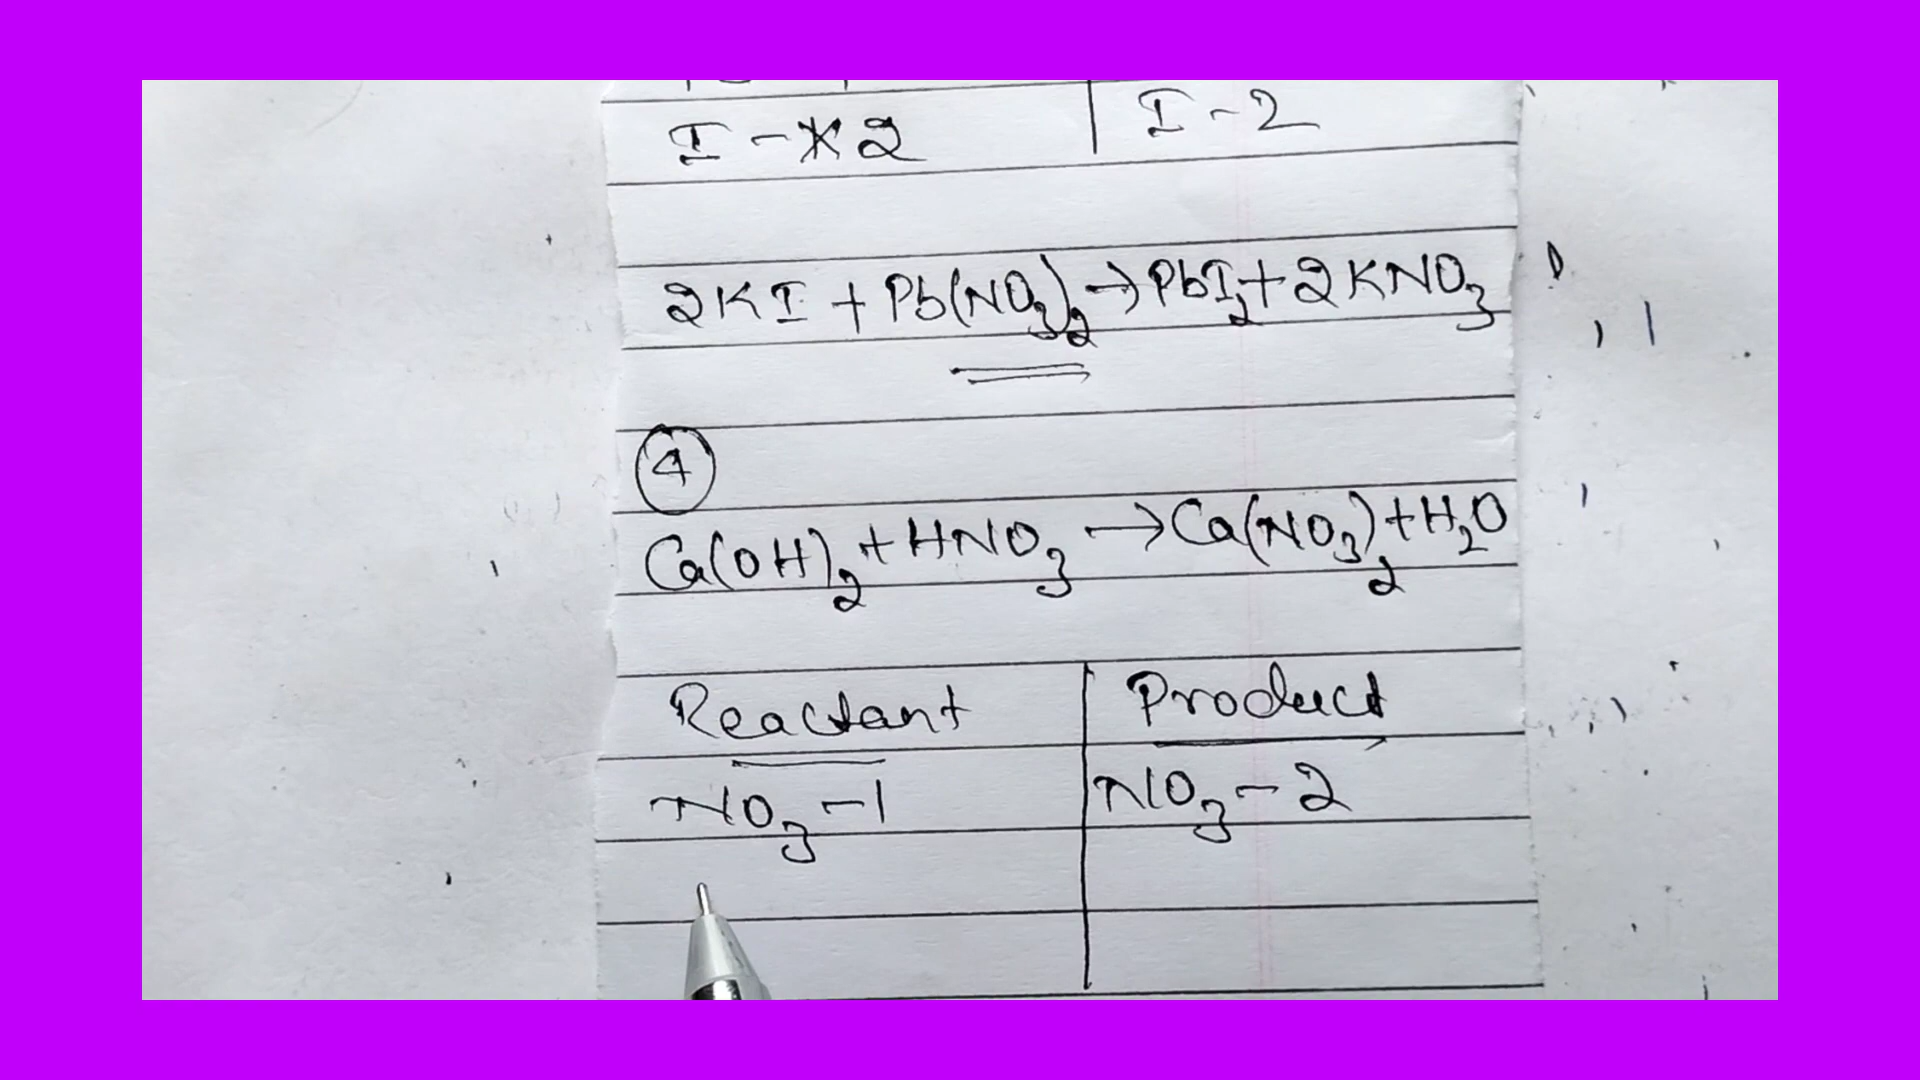 I - 2 | I - 2
2KI + Pb(NO3)2 → PbI2 + 2KNO3
4
Ca(OH)2 + HNO3 → Ca(NO3)2 + H2O
Reactant | Product
NO3 - 1 | NO3 - 2